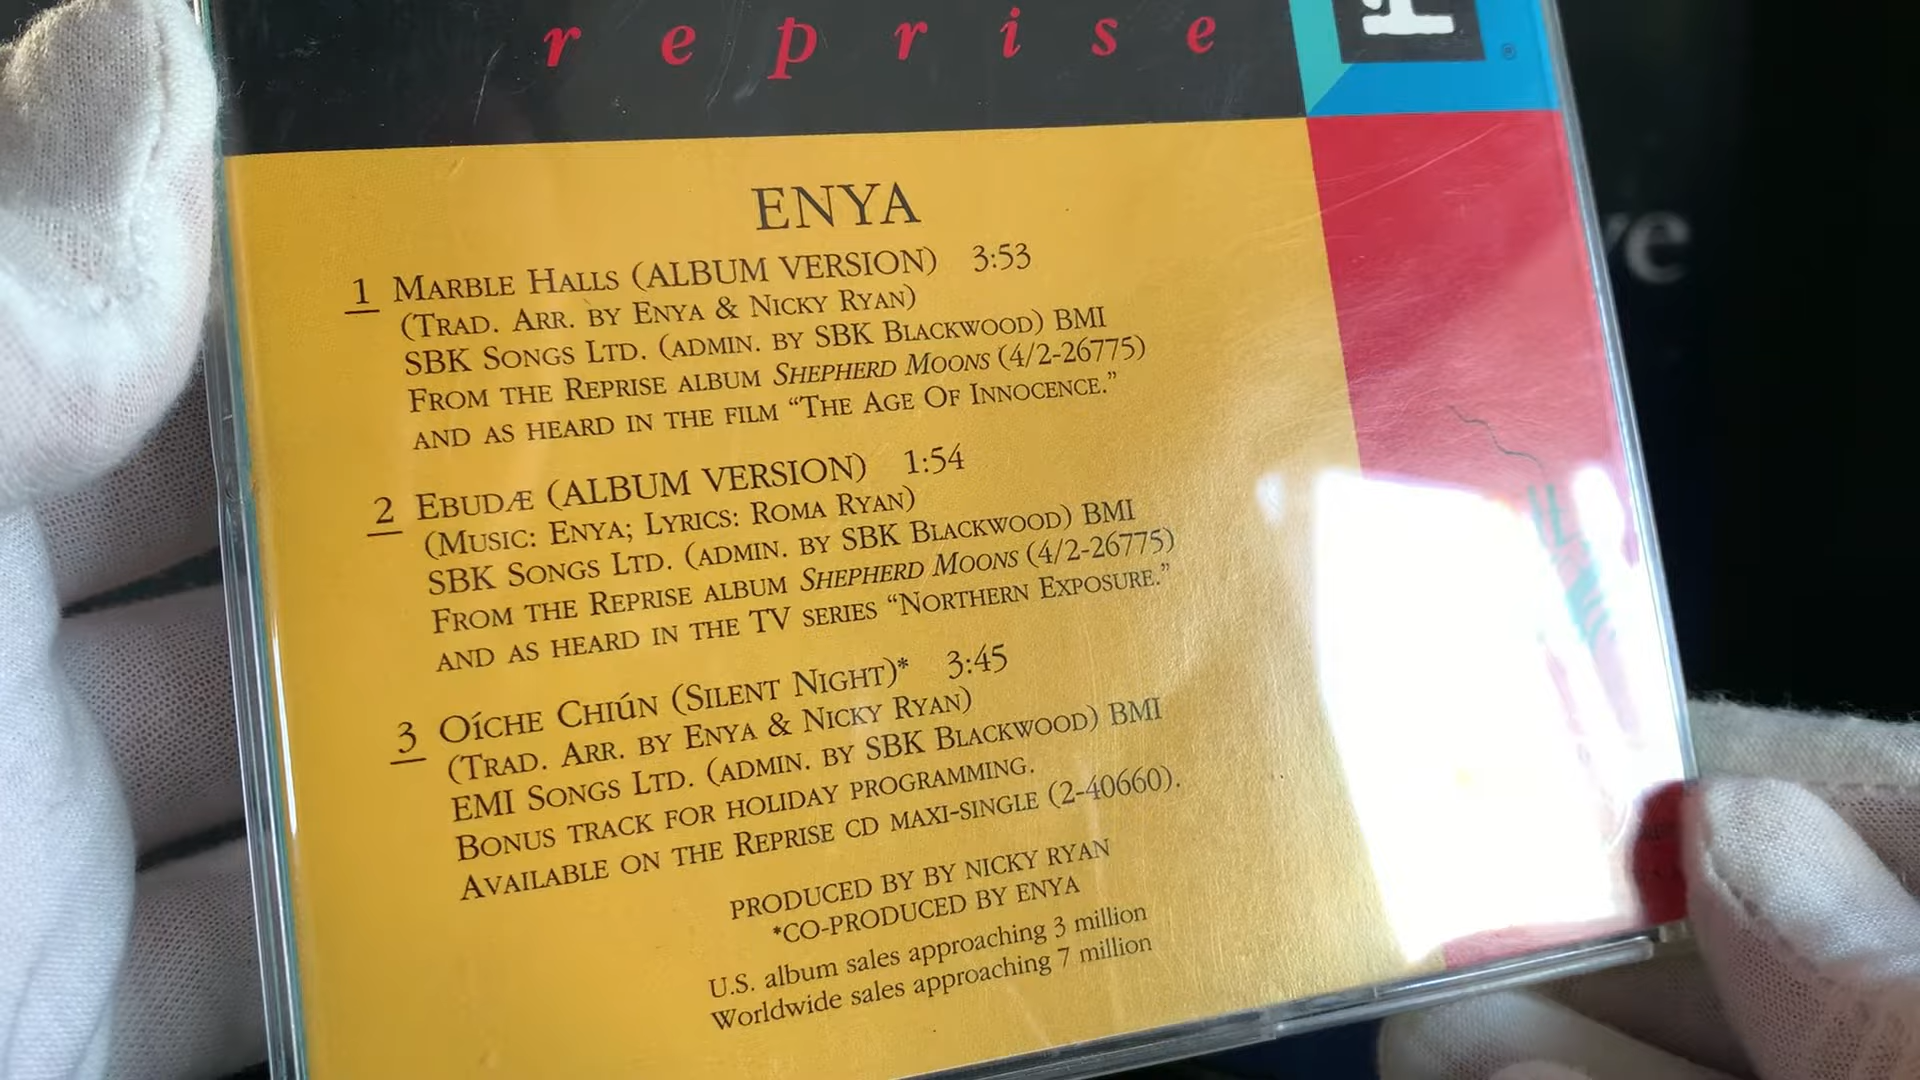 reprise
®
ENYA
1 MARBLE HALLS (ALBUM VERSION) 3:53
(TRAD. ARR. BY ENYA & NICKY RYAN)
SBK SONGS LTD. (ADMIN. BY SBK BLACKWOOD) BMI
FROM THE REPRISE ALBUM SHEPHERD MOONS (4/2-26775)
AND AS HEARD IN THE FILM “THE AGE OF INNOCENCE.”
2 EBUDÆ (ALBUM VERSION) 1:54
(MUSIC: ENYA; LYRICS: ROMA RYAN)
SBK SONGS LTD. (ADMIN. BY SBK BLACKWOOD) BMI
FROM THE REPRISE ALBUM SHEPHERD MOONS (4/2-26775)
AND AS HEARD IN THE TV SERIES “NORTHERN EXPOSURE.”
3 OíCHE CHIúN (SILENT NIGHT)* 3:45
(TRAD. ARR. BY ENYA & NICKY RYAN)
EMI SONGS LTD. (ADMIN. BY SBK BLACKWOOD) BMI
BONUS TRACK FOR HOLIDAY PROGRAMMING.
AVAILABLE ON THE REPRISE CD MAXI-SINGLE (2-40660).
PRODUCED BY BY NICKY RYAN
*CO-PRODUCED BY ENYA
U.S. album sales approaching 3 million
Worldwide sales approaching 7 million